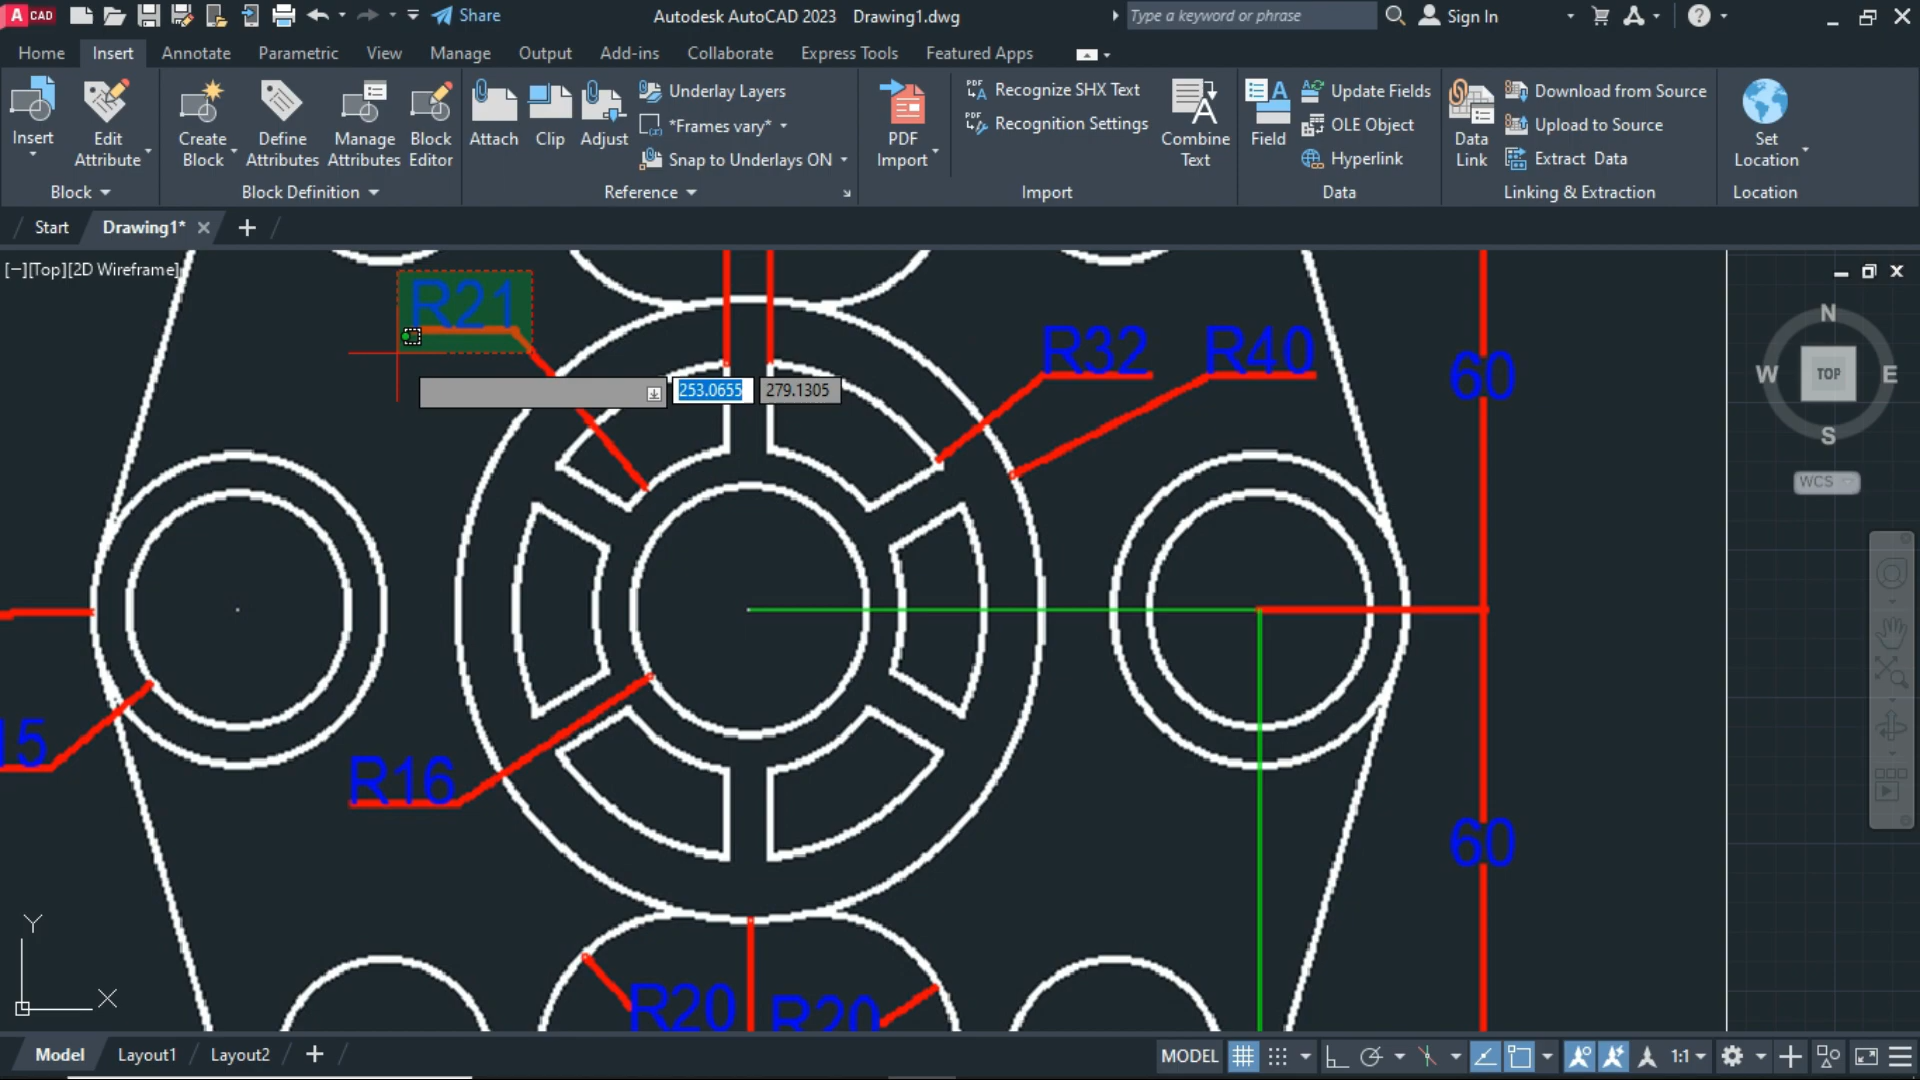 A CAD Share Autodesk AutoCAD 2023 Drawing1.dwg Type a keyword or phrase Sign In
Home Insert Annotate Parametric View Manage Output Add-ins Collaborate Express Tools Featured Apps
Insert
Edit
Attribute
Block
Create
Block
Define
Attributes
Manage
Attributes
Block
Editor
Block Definition
Attach
Clip
Adjust
Underlay Layers
*Frames vary*
Snap to Underlays ON
Reference
PDF
Import
PDF Recognize SHX Text
PDF Recognition Settings
Combine
Text
Import
Field
Update Fields
OLE Object
Hyperlink
Data
Data
Link
Download from Source
Upload to Source
Extract Data
Linking & Extraction
Set
Location
Location
Start Drawing1*
[−][Top][2D Wireframe]
R21
253.0655 279.1305
R32
R40
60
N
W TOP E
S
WCS
15
R16
60
R20
R20
Y
X
Model Layout1 Layout2
MODEL 1:1